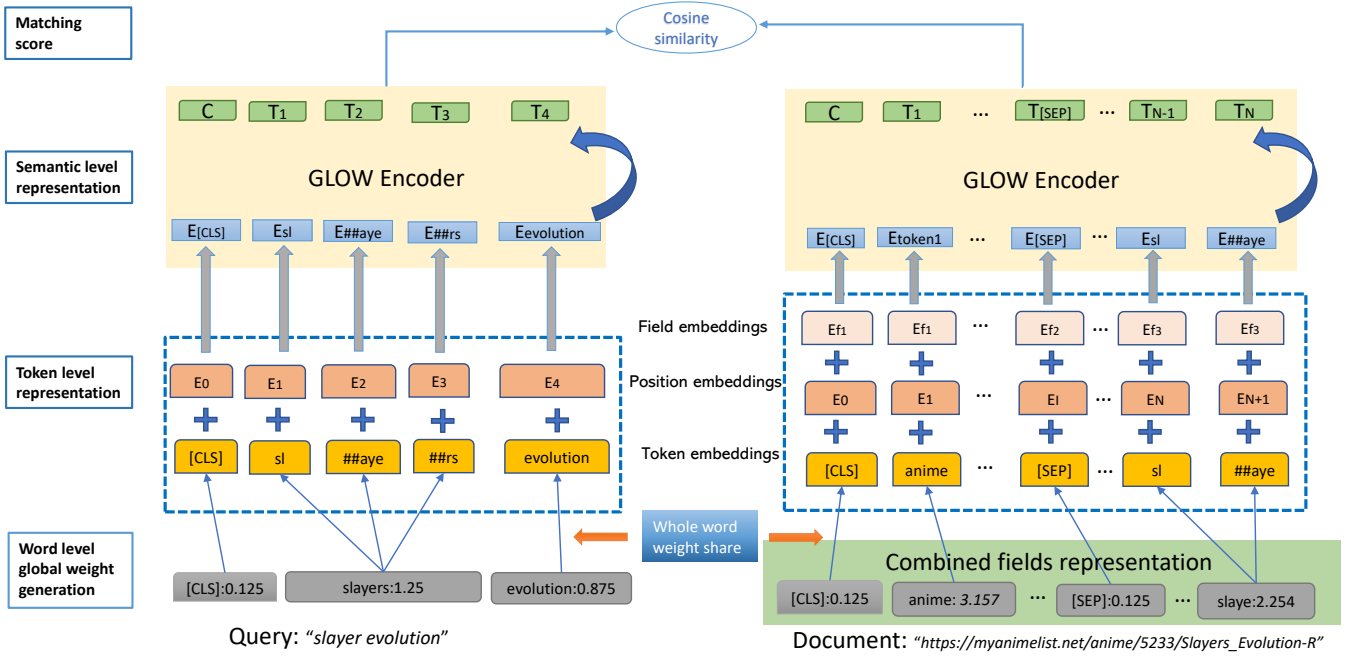 Matching
score
Cosine
similarity
Semantic level
representation
C T1 T2 T3 T4
GLOW Encoder
E[CLS] Esl E##aye E##rs Eevolution
C T1 ... T[SEP] ... TN-1 TN
GLOW Encoder
E[CLS] Etoken1 ... E[SEP] ... Esl E##aye
Token level
representation
Field embeddings
Ef1 Ef1 ... Ef2 ... Ef3 Ef3
E0 E1 E2 E3 E4
Position embeddings
E0 E1 ... EI ... EN EN+1
[CLS] sl ##aye ##rs evolution
Token embeddings
[CLS] anime ... [SEP] ... sl ##aye
Word level
global weight
generation
Whole word
weight share
Combined fields representation
[CLS]:0.125 slayers:1.25 evolution:0.875
[CLS]:0.125 anime: 3.157 ... [SEP]:0.125 ... slaye:2.254
Query: “slayer evolution”
Document: “https://myanimelist.net/anime/5233/Slayers_Evolution-R”